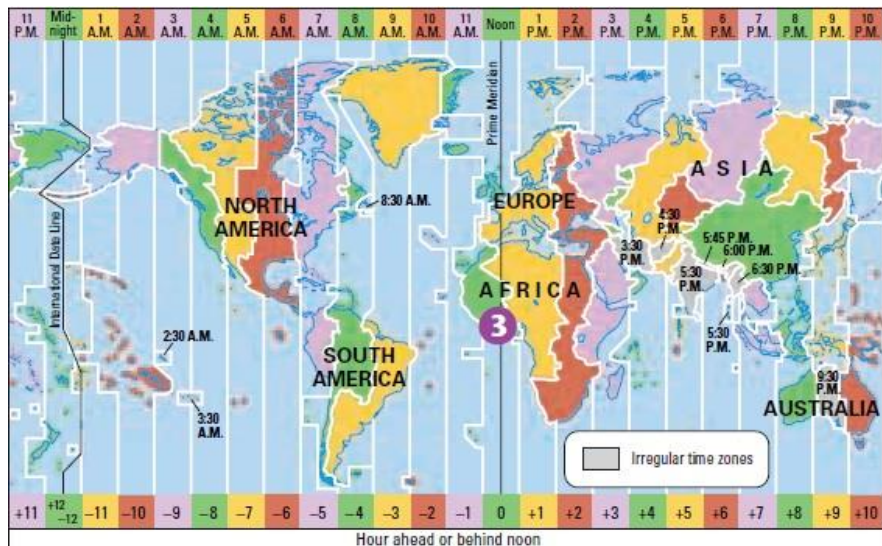 11 Mid- 1 2 3 4 5 6 7 8 9 10 11 Noon 1 2 3 4 5 6 7 8 9 10
P.M. night A.M. A.M. A.M. A.M. A.M. A.M. A.M. A.M. A.M. A.M. A.M. P.M. P.M. P.M. P.M. P.M. P.M. P.M. P.M. P.M. P.M.
Prime Meridian
International Date Line
NORTH
AMERICA
8:30 A.M.
EUROPE
ASIA
4:30
P.M.
3:30
P.M.
5:45 P.M.
6:00 P.M.
6:30 P.M.
5:30
P.M.
5:30
P.M.
AFRICA
3
2:30 A.M.
SOUTH
AMERICA
3:30
A.M.
9:30
P.M.
AUSTRALIA
Irregular time zones
+11 +12 -12 –11 –10 –9 –8 –7 –6 –5 –4 –3 –2 –1 0 +1 +2 +3 +4 +5 +6 +7 +8 +9 +10
Hour ahead or behind noon